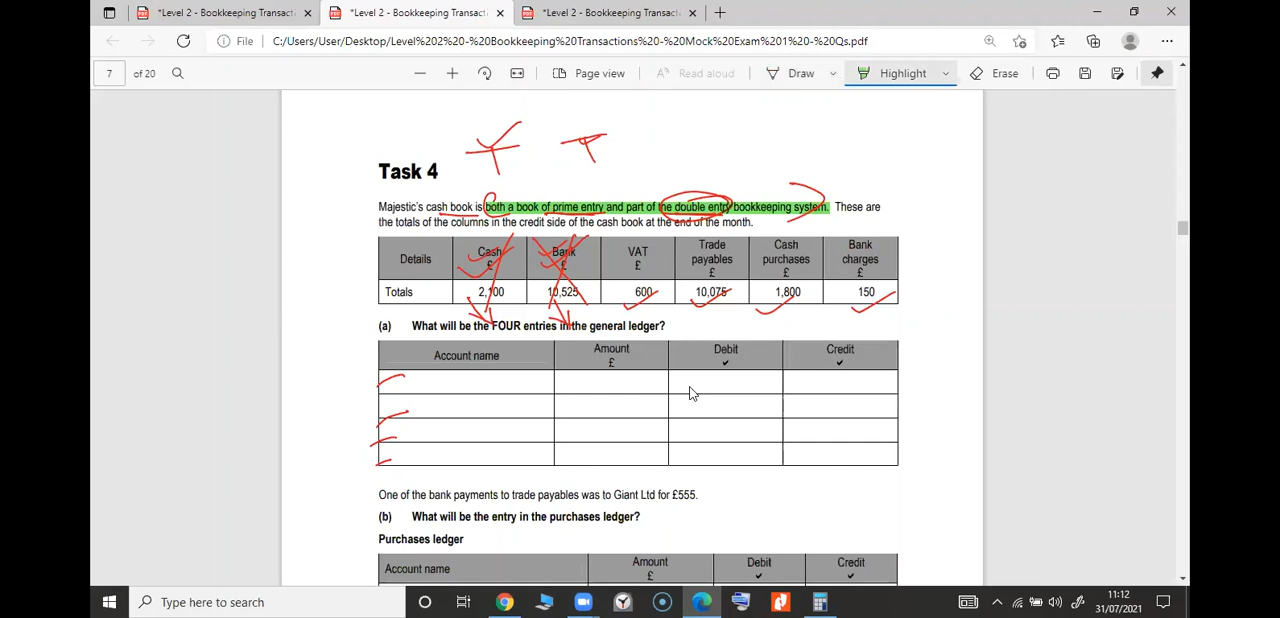 *Level 2 - Bookkeeping Transacti
*Level 2 - Bookkeeping Transact
*Level 2 - Bookkeeping Transact
File
C:/Users/User/Desktop/Level%202%20-%20Bookkeeping%20Transactions%20-%20Mock%20Exam%201%20-%20Qs.pdf
7 of 20
Page view
Read aloud
Draw
Highlight
Erase
Task 4
Majestic's cash book is both a book of prime entry and part of the double entry bookkeeping system. These are
the totals of the columns in the credit side of the cash book at the end of the month.
Details Cash £ Bank £ VAT £ Trade payables £ Cash purchases £ Bank charges £
Totals 2,100 10,525 600 10,075 1,800 150
(a) What will be the FOUR entries in the general ledger?
Account name Amount £ Debit ✔ Credit ✔
One of the bank payments to trade payables was to Giant Ltd for £555.
(b) What will be the entry in the purchases ledger?
Purchases ledger
Account name Amount £ Debit ✔ Credit ✔
Type here to search
11:12
31/07/2021